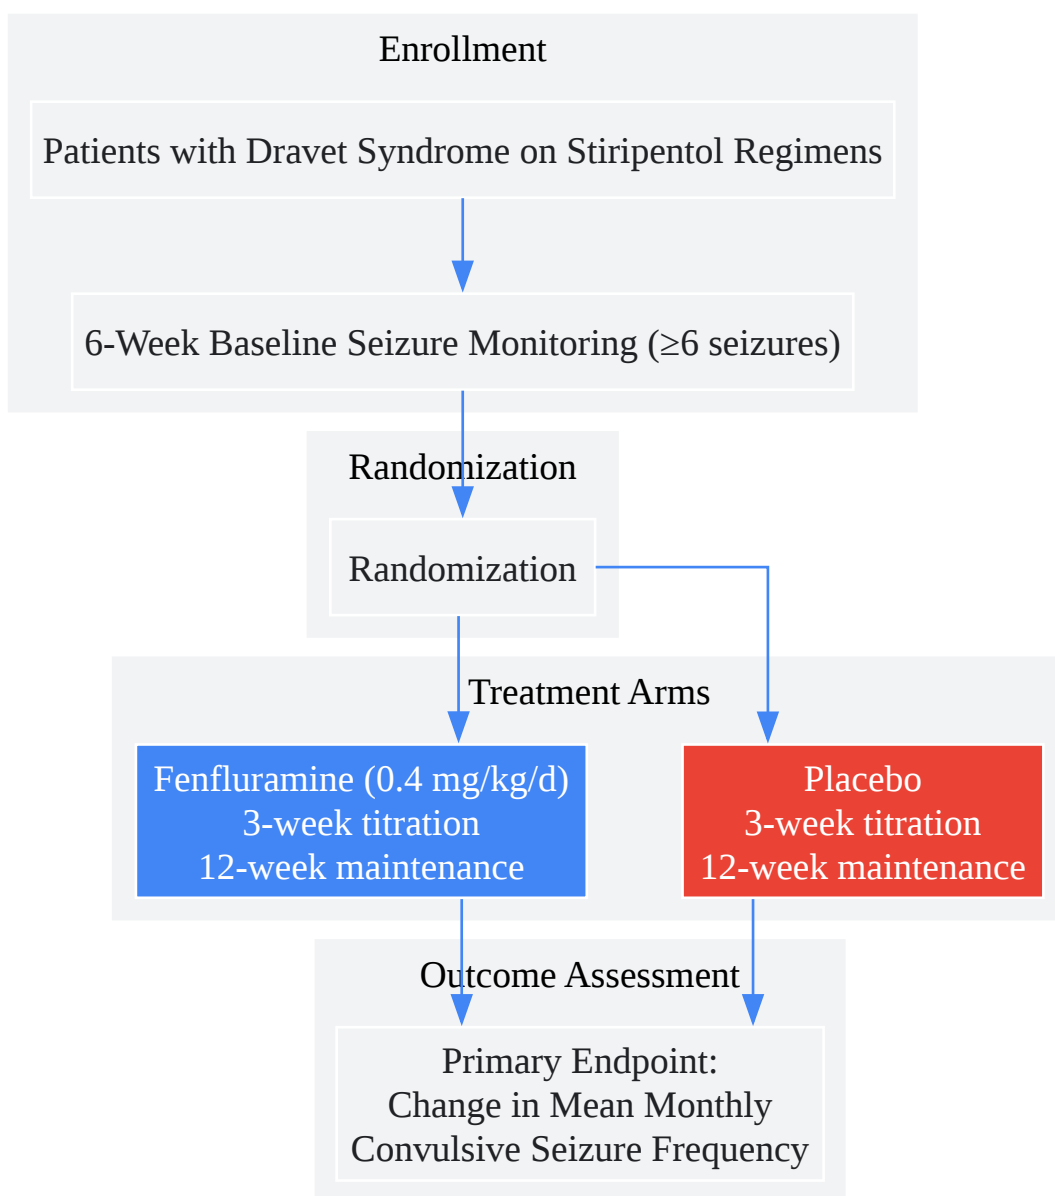 Enrollment
Patients with Dravet Syndrome on Stiripentol Regimens
6-Week Baseline Seizure Monitoring (≥6 seizures)
Randomization
Randomization
Treatment Arms
Fenfluramine (0.4 mg/kg/d)
3-week titration
12-week maintenance
Placebo
3-week titration
12-week maintenance
Outcome Assessment
Primary Endpoint:
Change in Mean Monthly
Convulsive Seizure Frequency